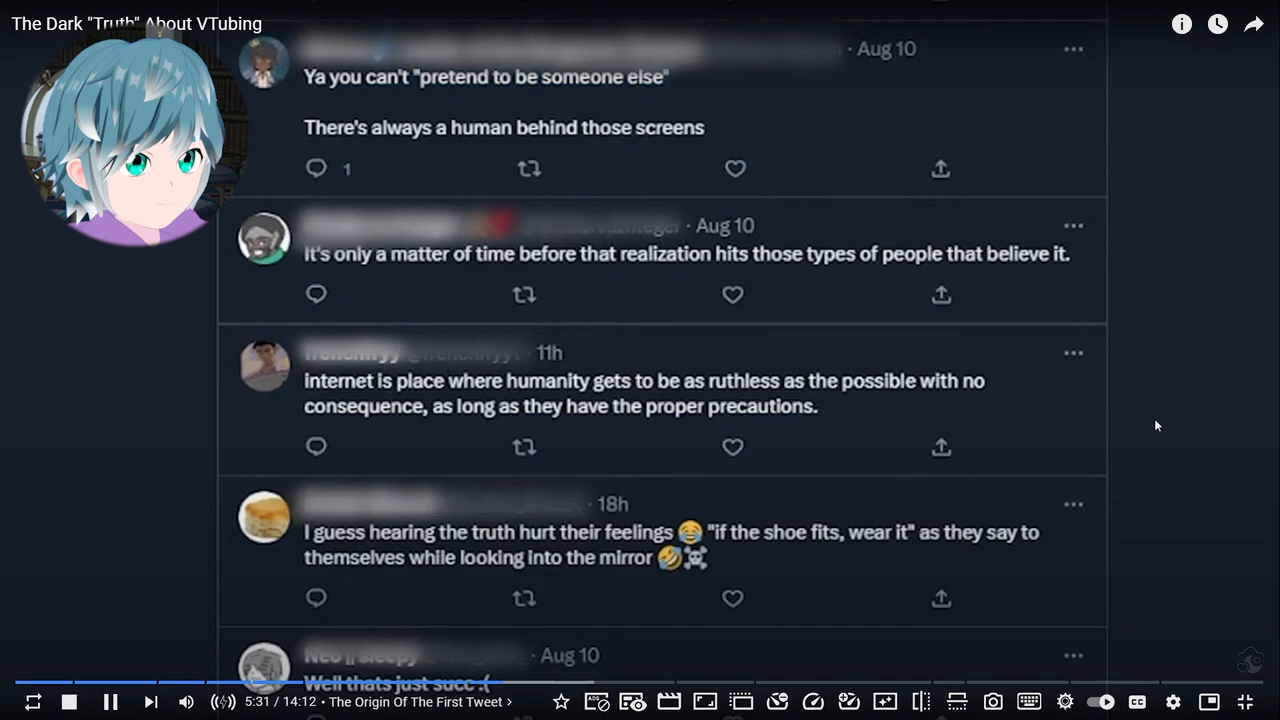 The Dark "Truth" About VTubing
· Aug 10
Ya you can't "pretend to be someone else"
There's always a human behind those screens
1
· Aug 10
It's only a matter of time before that realization hits those types of people that believe it.
· 11h
internet is place where humanity gets to be as ruthless as the possible with no
consequence, as long as they have the proper precautions.
· 18h
I guess hearing the truth hurt their feelings 😂 "if the shoe fits, wear it" as they say to
themselves while looking into the mirror 🤣☠️
· Aug 10
Well thats just succ :(
5:31 / 14:12 • The Origin Of The First Tweet >
ADS
CC